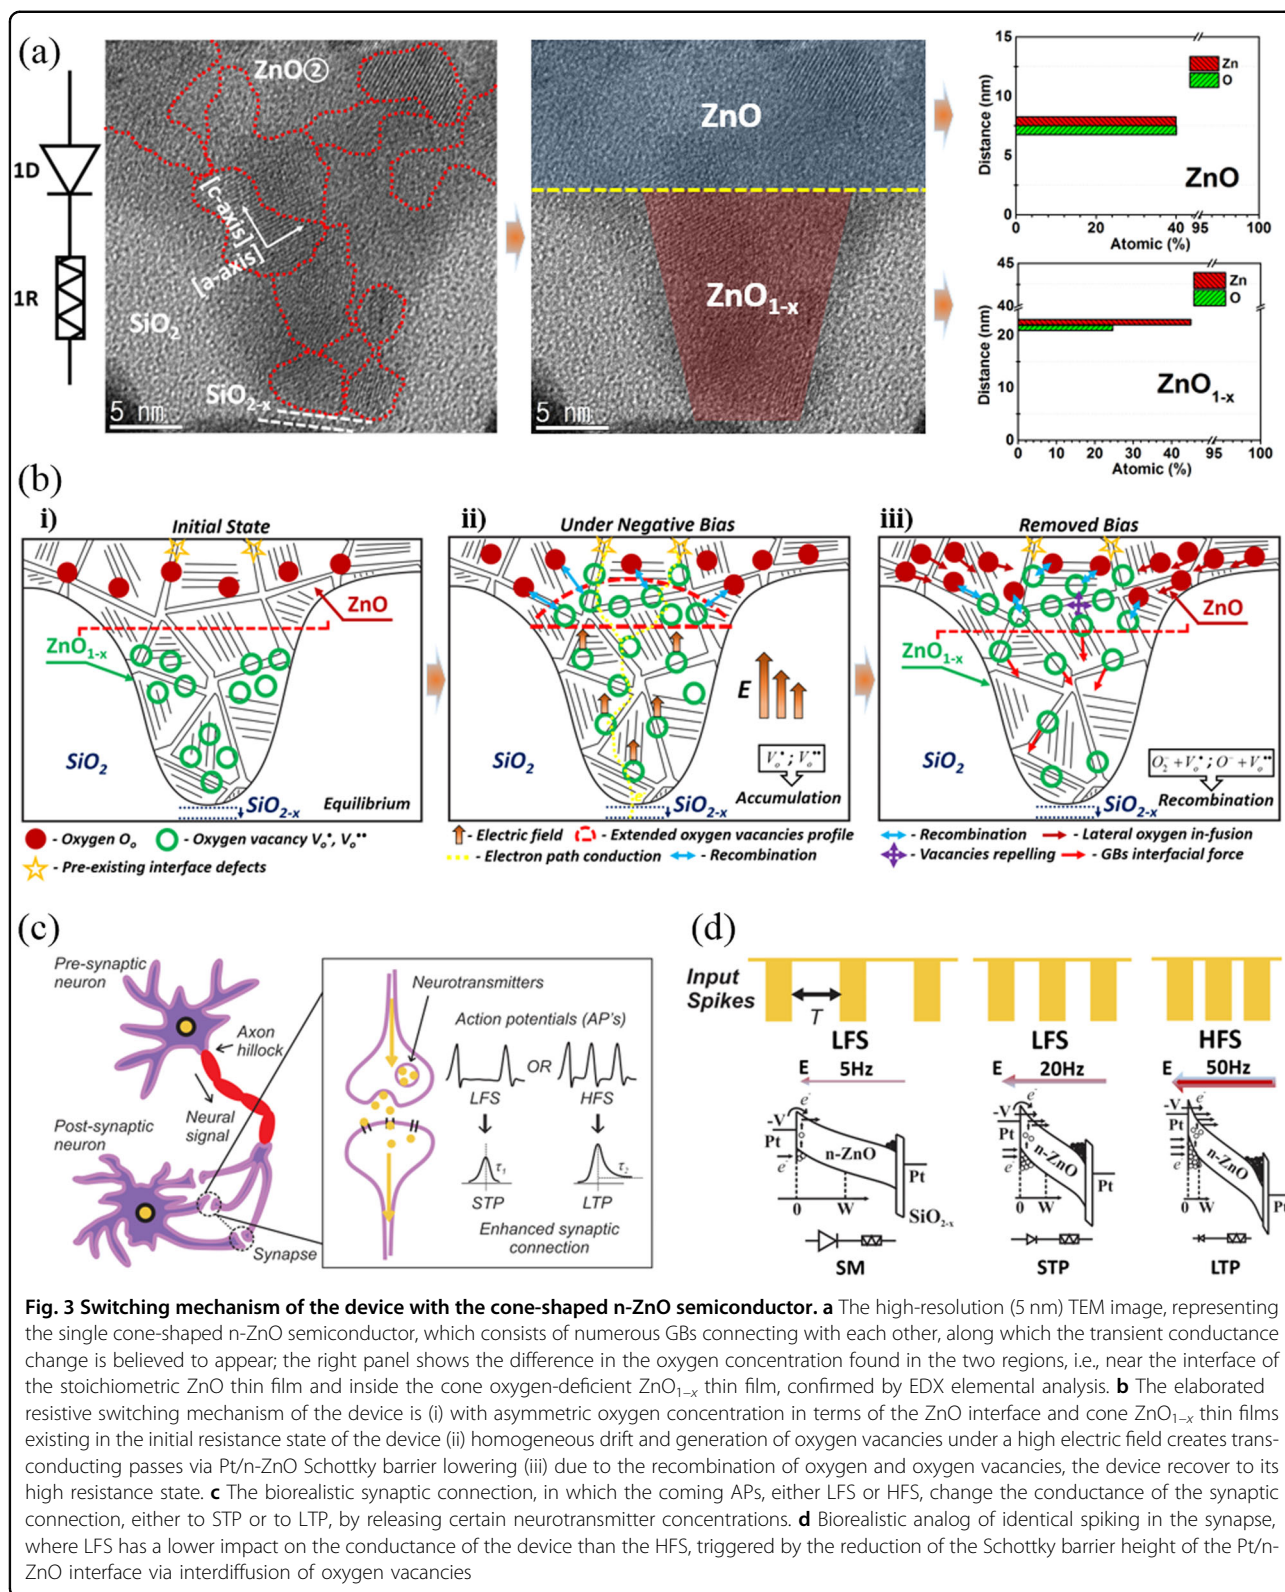 (a)
1D
1R
ZnO②
[c-axis]
[a-axis]
SiO2
SiO2-x
5 nm
ZnO
ZnO1-x
5 nm
15
10
5
0
Distance (nm)
Zn
O
ZnO
0 20 40 95 100
Atomic (%)
45
40
20
10
0
Distance (nm)
Zn
O
ZnO1-x
0 10 20 30 40 95 100
Atomic (%)
(b)
i) Initial State
ZnO
ZnO1-x
SiO2
SiO2-x
Equilibrium
ii) Under Negative Bias
E
Vo•; Vo••
Accumulation
SiO2-x
iii) Removed Bias
ZnO
ZnO1-x
SiO2
O2- + Vo•; O- + Vo••
Recombination
SiO2-x
- Oxygen Oo - Oxygen vacancy Vo•, Vo••
- Pre-existing interface defects
- Electric field - Extended oxygen vacancies profile
- Electron path conduction - Recombination
- Recombination - Lateral oxygen in-fusion
- Vacancies repelling - GBs interfacial force
(c)
Pre-synaptic
neuron
Axon
hillock
Neural
signal
Post-synaptic
neuron
Synapse
Neurotransmitters
Action potentials (AP's)
OR
LFS HFS
τ1 τ2
STP LTP
Enhanced synaptic
connection
(d)
Input
Spikes
T
LFS LFS HFS
E 5Hz E 20Hz E 50Hz
e-
-V
Pt
e-
n-ZnO
Pt
0 W
SiO2-x
SM
e-
-V
Pt
n-ZnO
Pt
0 W
STP
-V
Pt
e-
n-ZnO
Pt
0 W
LTP
Fig. 3 Switching mechanism of the device with the cone-shaped n-ZnO semiconductor. a The high-resolution (5 nm) TEM image, representing
the single cone-shaped n-ZnO semiconductor, which consists of numerous GBs connecting with each other, along which the transient conductance
change is believed to appear; the right panel shows the difference in the oxygen concentration found in the two regions, i.e., near the interface of
the stoichiometric ZnO thin film and inside the cone oxygen-deficient ZnO1–x thin film, confirmed by EDX elemental analysis. b The elaborated
resistive switching mechanism of the device is (i) with asymmetric oxygen concentration in terms of the ZnO interface and cone ZnO1–x thin films
existing in the initial resistance state of the device (ii) homogeneous drift and generation of oxygen vacancies under a high electric field creates trans-
conducting passes via Pt/n-ZnO Schottky barrier lowering (iii) due to the recombination of oxygen and oxygen vacancies, the device recover to its
high resistance state. c The biorealistic synaptic connection, in which the coming APs, either LFS or HFS, change the conductance of the synaptic
connection, either to STP or to LTP, by releasing certain neurotransmitter concentrations. d Biorealistic analog of identical spiking in the synapse,
where LFS has a lower impact on the conductance of the device than the HFS, triggered by the reduction of the Schottky barrier height of the Pt/n-
ZnO interface via interdiffusion of oxygen vacancies